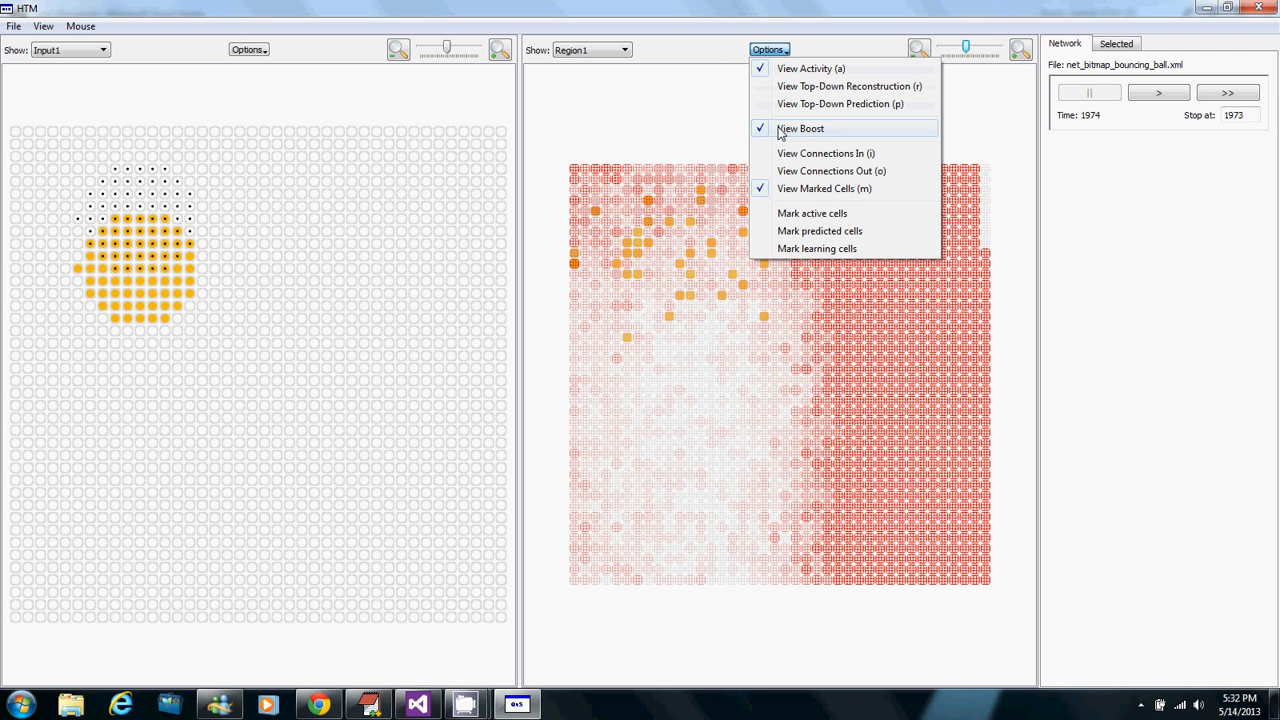 HTM
File View Mouse
Show: Input1 Options
Show: Region1 Options
View Activity (a)
View Top-Down Reconstruction (r)
View Top-Down Prediction (p)
View Boost
View Connections In (i)
View Connections Out (o)
View Marked Cells (m)
Mark active cells
Mark predicted cells
Mark learning cells
Network Selected
File: net_bitmap_bouncing_ball.xml
|| > >>
Time: 1974 Stop at: 1973
5:32 PM
5/14/2013